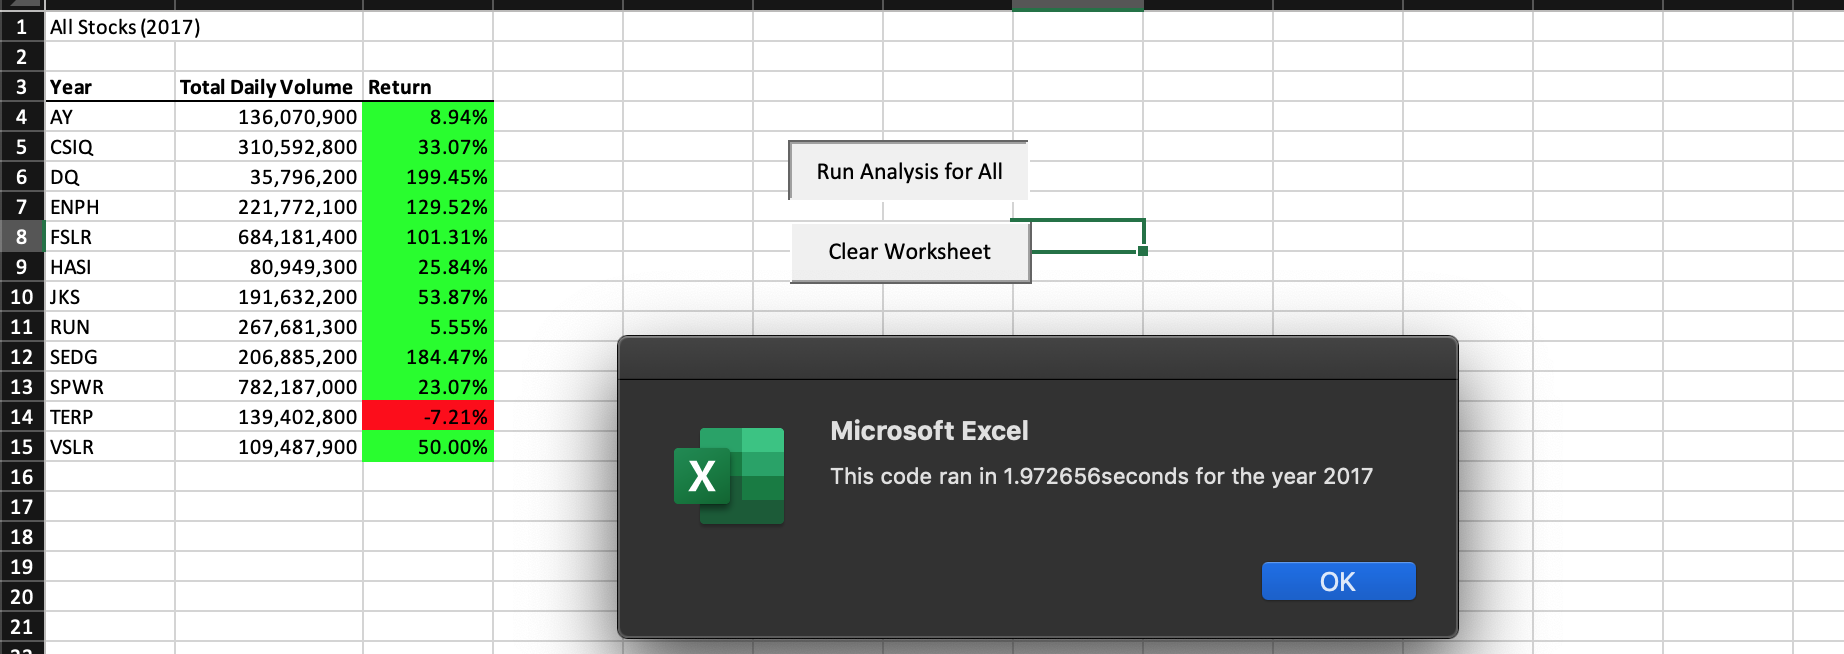 1 All Stocks (2017)
2
3 Year Total Daily Volume Return
4 AY 136,070,900 8.94%
5 CSIQ 310,592,800 33.07%
6 DQ 35,796,200 199.45%
7 ENPH 221,772,100 129.52%
8 FSLR 684,181,400 101.31%
9 HASI 80,949,300 25.84%
10 JKS 191,632,200 53.87%
11 RUN 267,681,300 5.55%
12 SEDG 206,885,200 184.47%
13 SPWR 782,187,000 23.07%
14 TERP 139,402,800 -7.21%
15 VSLR 109,487,900 50.00%
16
17
18
19
20
21
Run Analysis for All
Clear Worksheet
X
Microsoft Excel
This code ran in 1.972656seconds for the year 2017
OK